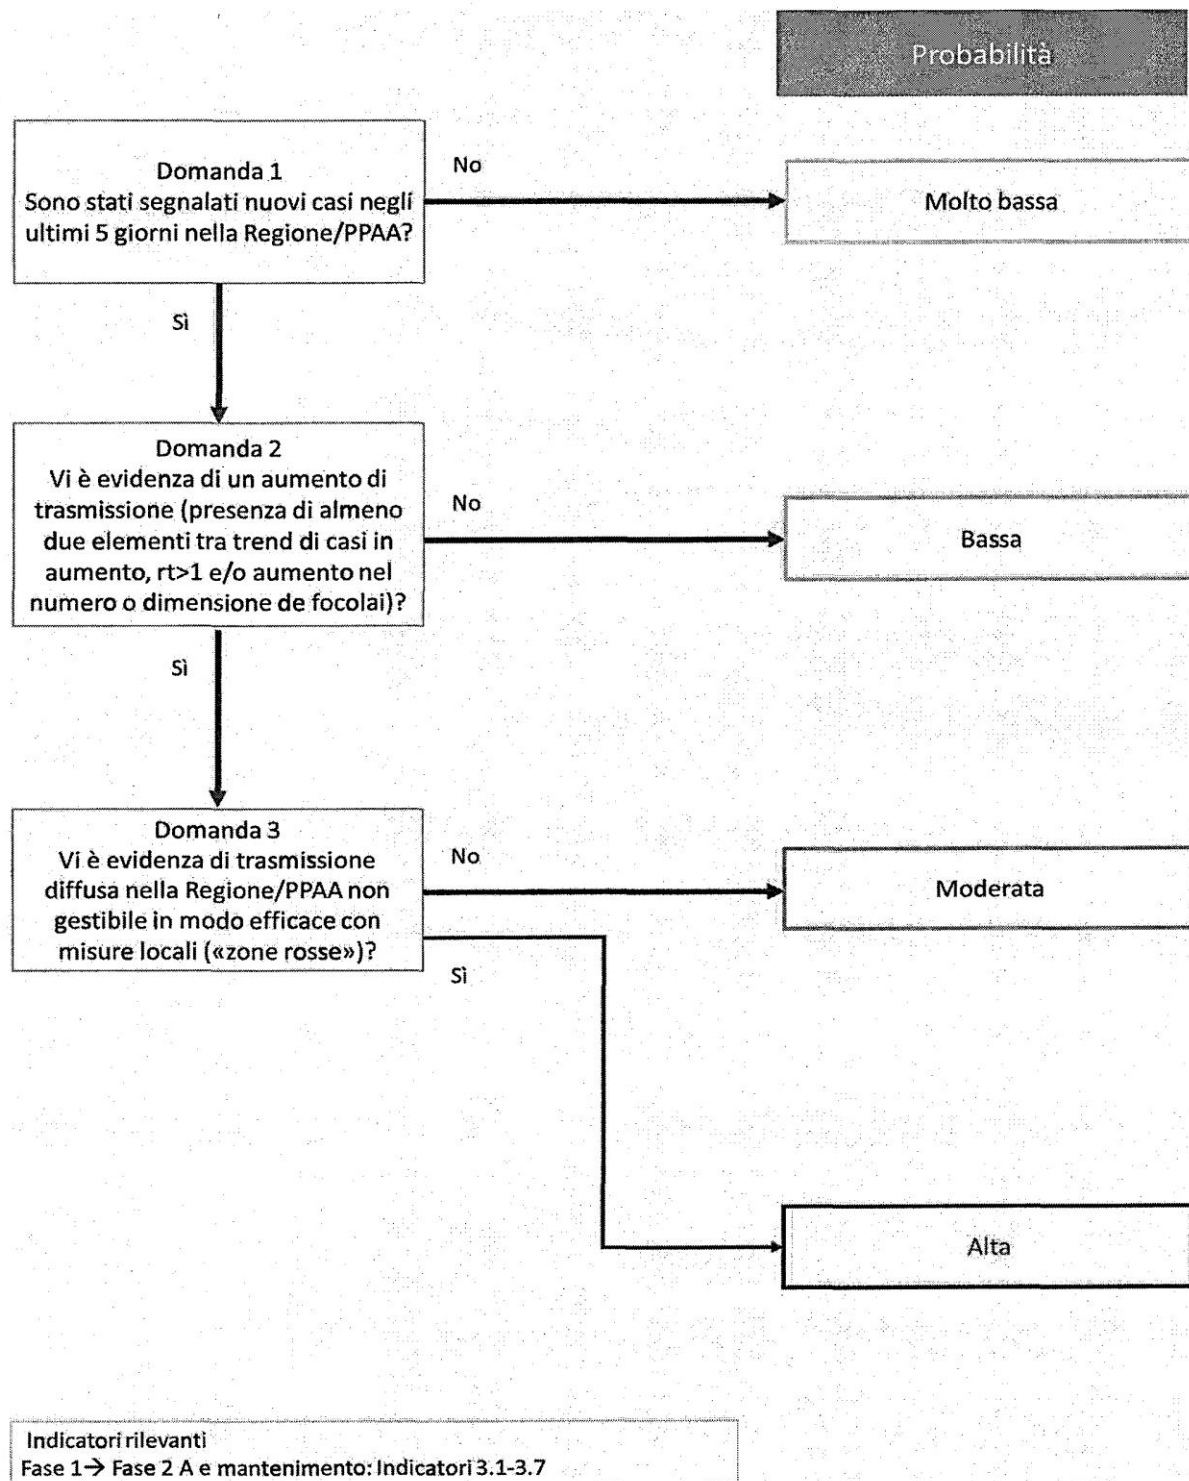 Probabilità
Domanda 1
Sono stati segnalati nuovi casi negli
ultimi 5 giorni nella Regione/PPAA?
No
Molto bassa
Sì
Domanda 2
Vi è evidenza di un aumento di
trasmissione (presenza di almeno
due elementi tra trend di casi in
aumento, rt>1 e/o aumento nel
numero o dimensione de focolai)?
No
Bassa
Sì
Domanda 3
Vi è evidenza di trasmissione
diffusa nella Regione/PPAA non
gestibile in modo efficace con
misure locali («zone rosse»)?
No
Moderata
Sì
Alta
Indicatori rilevanti
Fase 1→ Fase 2 A e mantenimento: Indicatori 3.1-3.7